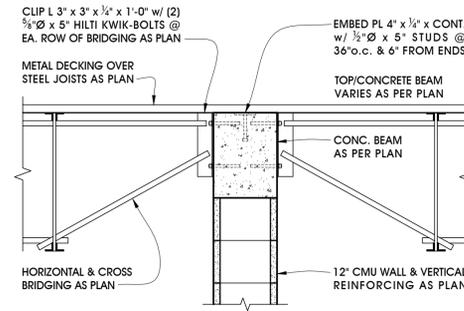 CLIP L 3" x 3" x ¼" x 1'-0" w/ (2)
⅝"Ø x 5" HILTI KWIK-BOLTS @
EA. ROW OF BRIDGING AS PLAN
METAL DECKING OVER
STEEL JOISTS AS PLAN
EMBED PL 4" x ¼" x CONT
w/ ½"Ø x 5" STUDS @
36"o.c. & 6" FROM ENDS
TOP/CONCRETE BEAM
VARIES AS PER PLAN
CONC. BEAM
AS PER PLAN
HORIZONTAL & CROSS
BRIDGING AS PLAN
12" CMU WALL & VERTICAL
REINFORCING AS PLAN